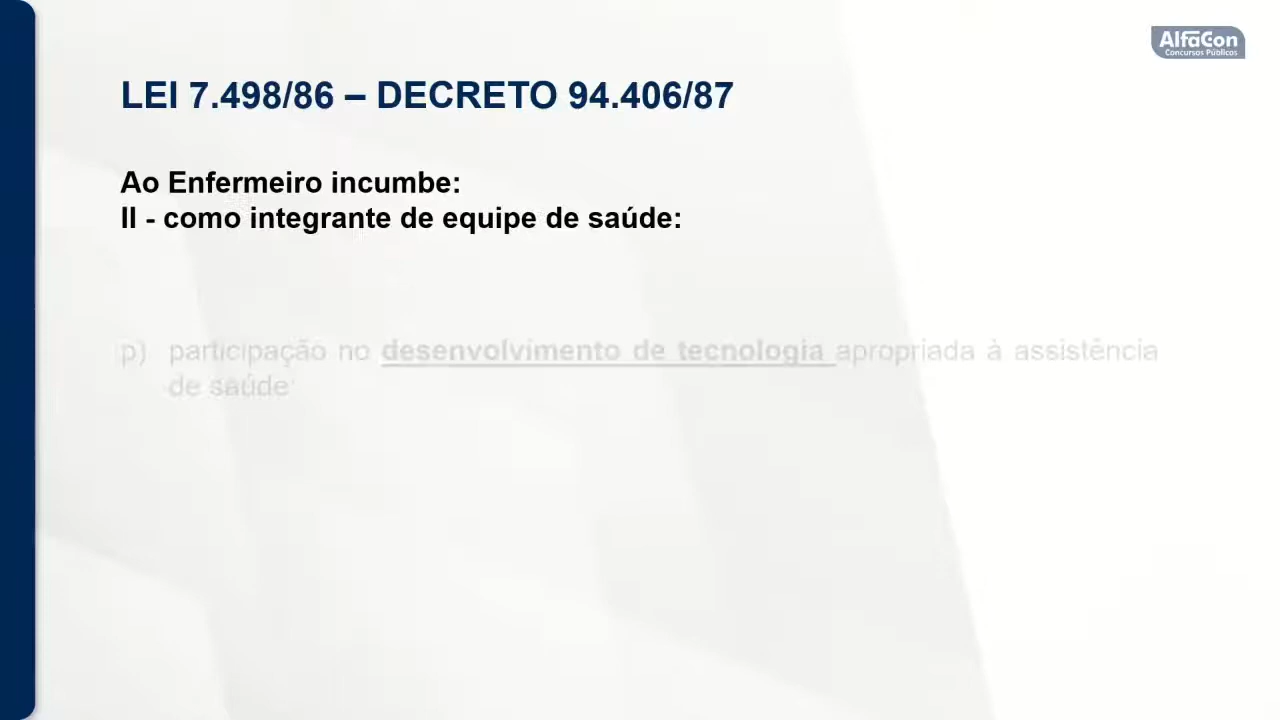 AlfaCon
Concursos Públicos
LEI 7.498/86 – DECRETO 94.406/87
Ao Enfermeiro incumbe:
II - como integrante de equipe de saúde:
p) participação no desenvolvimento de tecnologia apropriada à assistência
de saúde